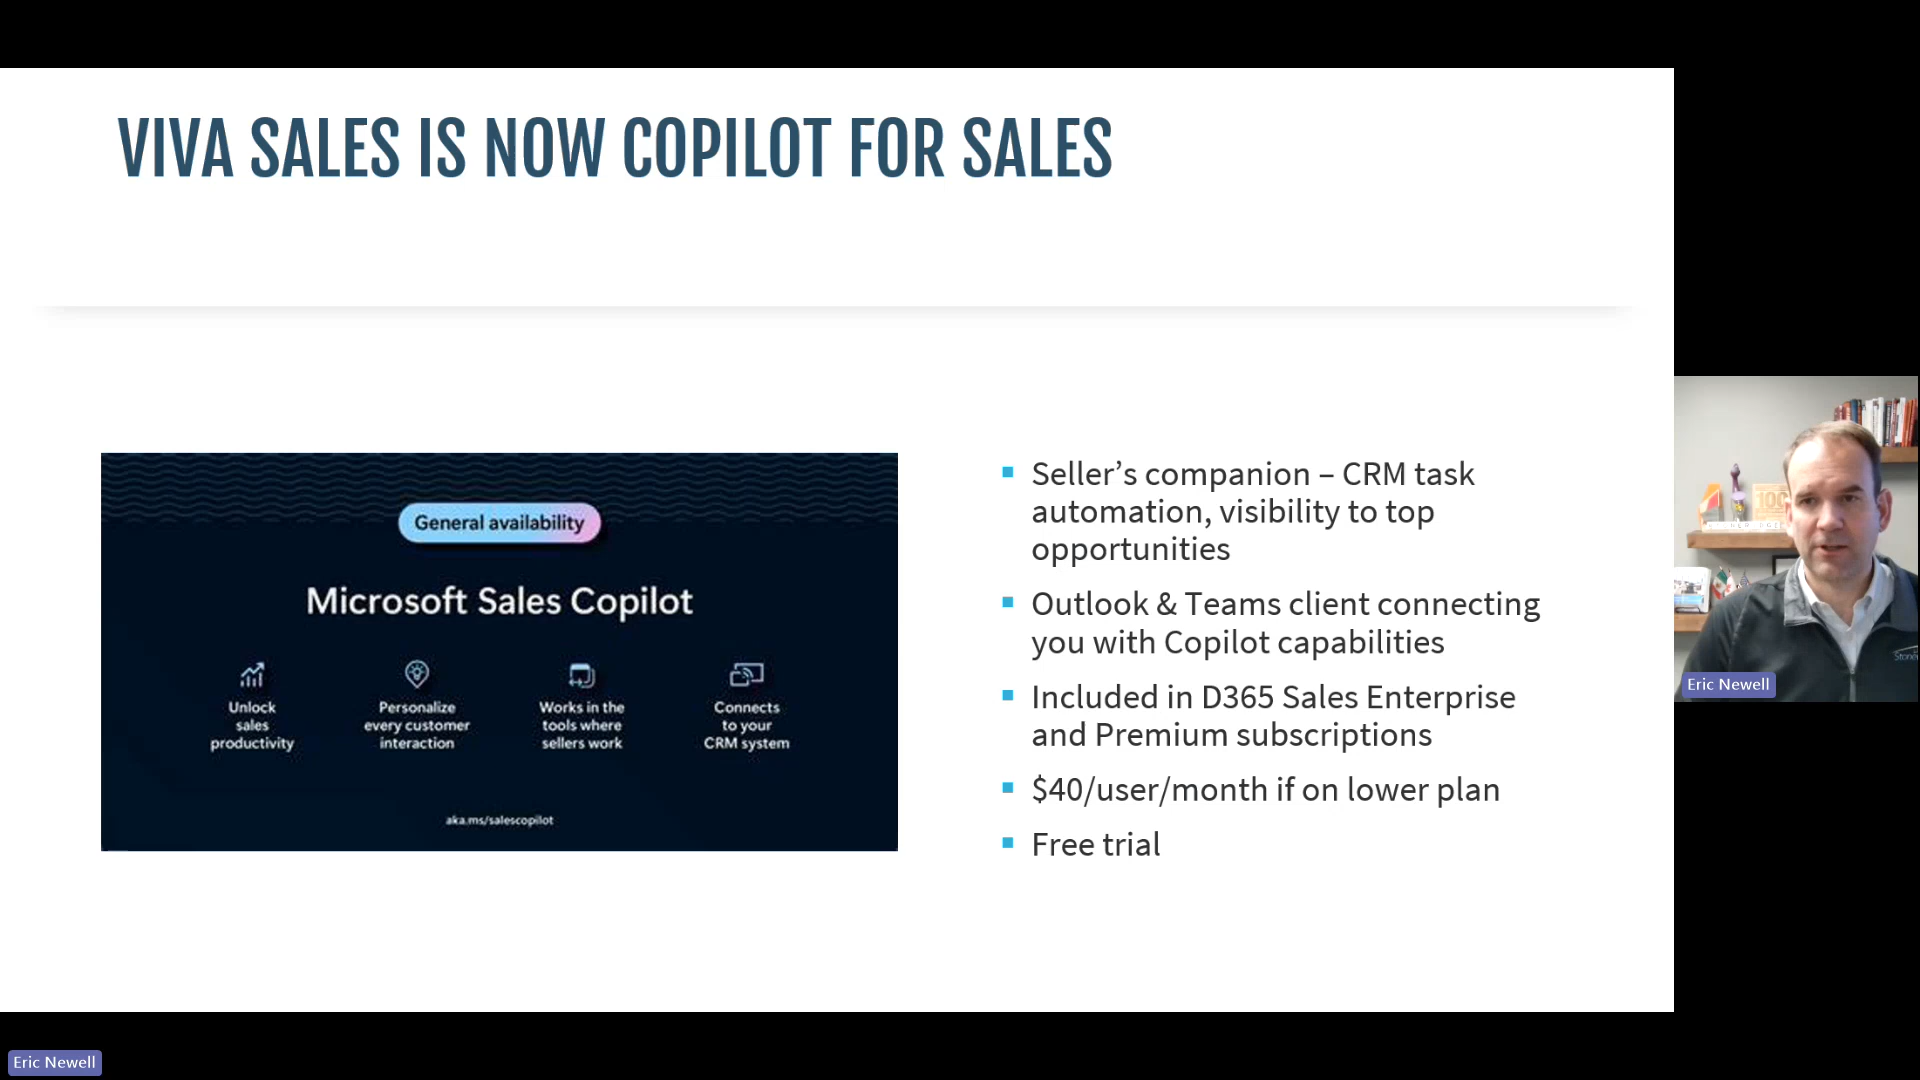 VIVA SALES IS NOW COPILOT FOR SALES
General availability
Microsoft Sales Copilot
Unlock
sales
productivity
Personalize
every customer
interaction
Works in the
tools where
sellers work
Connects
to your
CRM system
aka.ms/salescopilot
▪ Seller’s companion – CRM task
automation, visibility to top
opportunities
▪ Outlook & Teams client connecting
you with Copilot capabilities
▪ Included in D365 Sales Enterprise
and Premium subscriptions
▪ $40/user/month if on lower plan
▪ Free trial
100
Eric Newell
Eric Newell